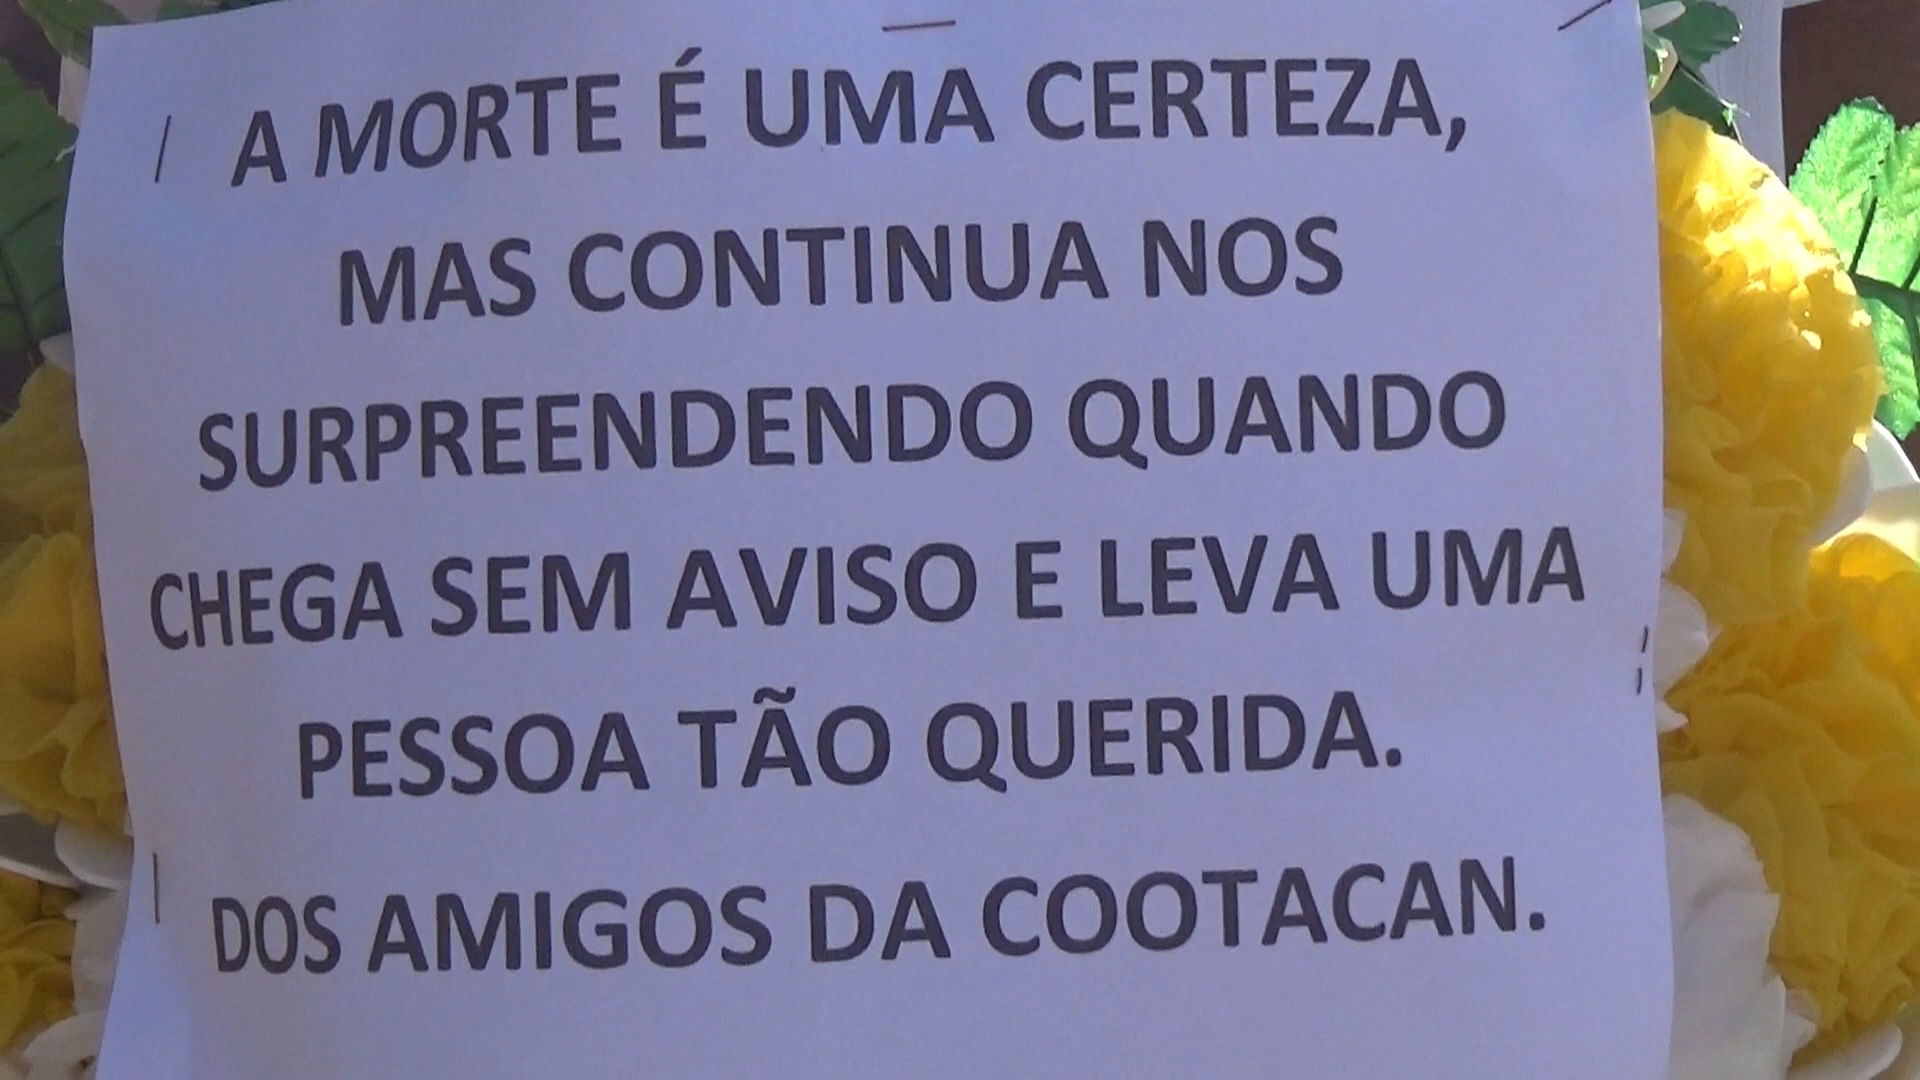 A MORTE É UMA CERTEZA,
MAS CONTINUA NOS
SURPREENDENDO QUANDO
CHEGA SEM AVISO E LEVA UMA
PESSOA TÃO QUERIDA.
DOS AMIGOS DA COOTACAN.